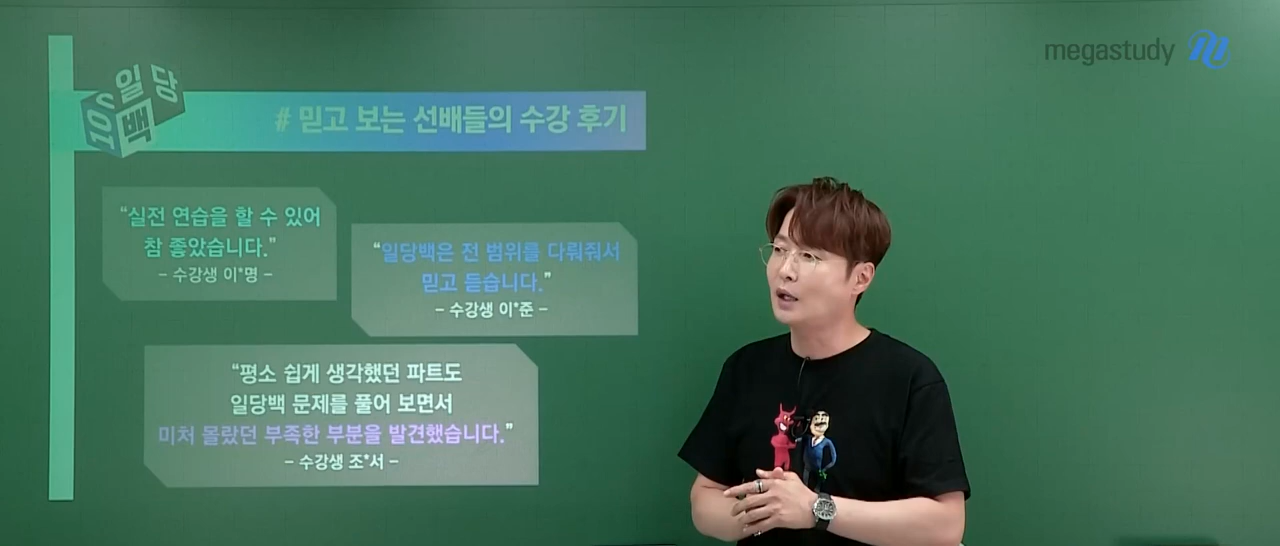 megastudy
일당
100
백
# 믿고 보는 선배들의 수강 후기
“실전 연습을 할 수 있어
참 좋았습니다.”
– 수강생 이*명 –
“일당백은 전 범위를 다뤄줘서
믿고 듣습니다.”
– 수강생 이*준 –
“평소 쉽게 생각했던 파트도
일당백 문제를 풀어 보면서
미처 몰랐던 부족한 부분을 발견했습니다.”
– 수강생 조*서 –